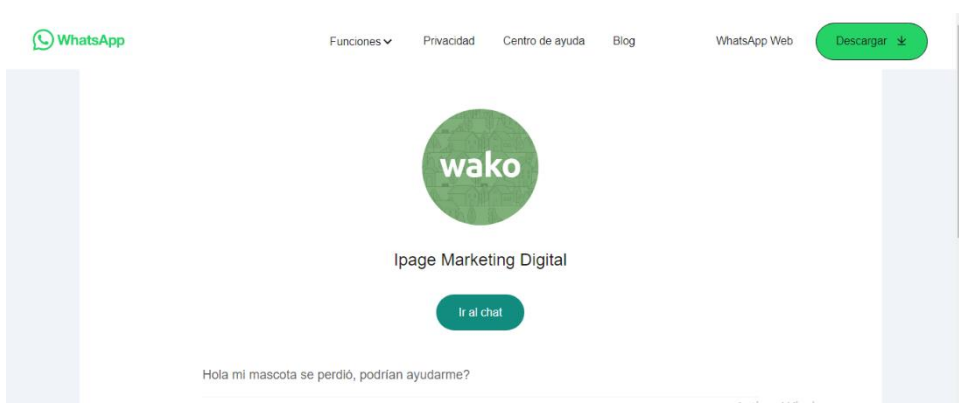 WhatsApp
Funciones Privacidad Centro de ayuda Blog WhatsApp Web Descargar
wako
Ipage Marketing Digital
Ir al chat
Hola mi mascota se perdió, podrían ayudarme?